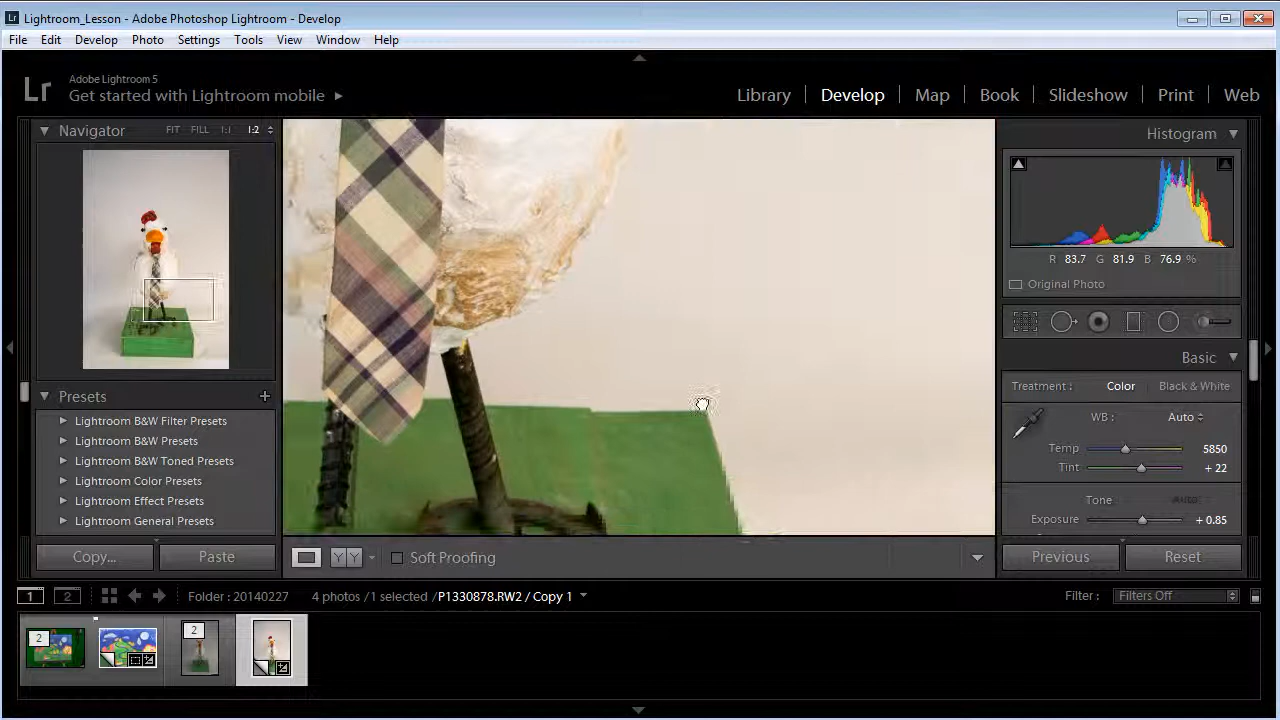 Lightroom_Lesson - Adobe Photoshop Lightroom - Develop
File Edit Develop Photo Settings Tools View Window Help
Lr
Adobe Lightroom 5
Get started with Lightroom mobile
Library Develop Map Book Slideshow Print Web
Navigator FIT FILL 1:1 1:2
Histogram
R 83.7 G 81.9 B 76.9 %
Original Photo
Basic
Treatment : Color Black & White
WB : Auto
Temp 5850
Tint + 22
Tone Auto
Exposure + 0.85
Presets +
Lightroom B&W Filter Presets
Lightroom B&W Presets
Lightroom B&W Toned Presets
Lightroom Color Presets
Lightroom Effect Presets
Lightroom General Presets
Copy... Paste
Y Y Soft Proofing
Previous Reset
1 2 Folder : 20140227 4 photos / 1 selected / P1330878.RW2 / Copy 1 Filter : Filters Off
2 2